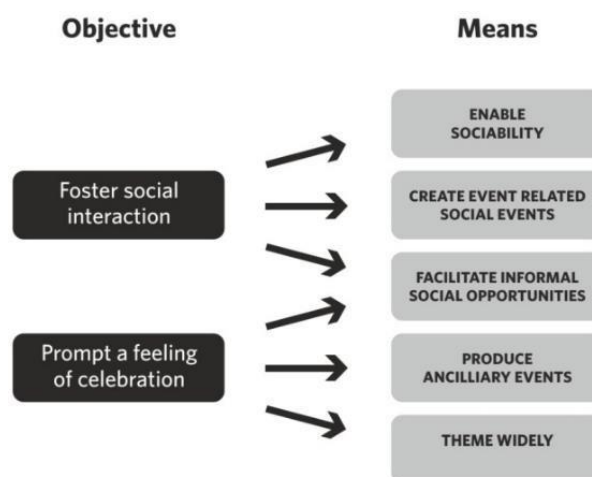 Objective
Means
ENABLE
SOCIABILITY
Foster social
interaction
CREATE EVENT RELATED
SOCIAL EVENTS
FACILITATE INFORMAL
SOCIAL OPPORTUNITIES
Prompt a feeling
of celebration
PRODUCE
ANCILLIARY EVENTS
THEME WIDELY